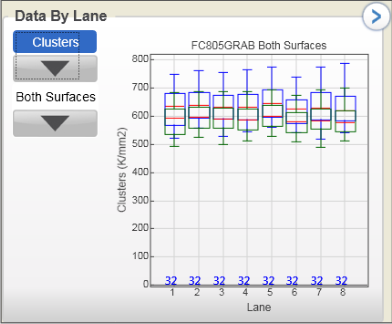 Data By Lane
Clusters
Both Surfaces
FC805GRAB Both Surfaces
Clusters (K/mm2)
800
700
600
500
400
300
200
100
0
32 32 32 32 32 32 32 32
1 2 3 4 5 6 7 8
Lane